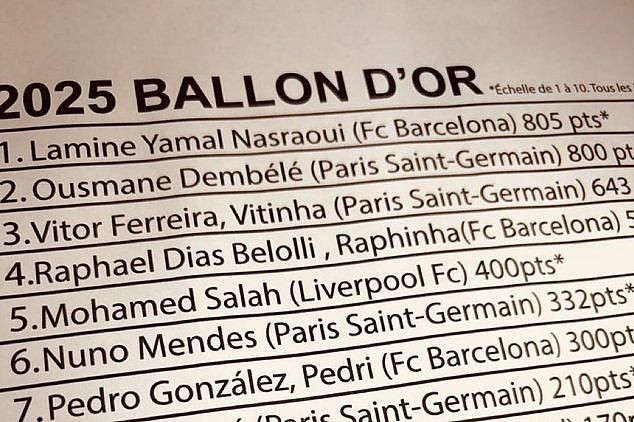 2025 BALLON D'OR *Échelle de 1 à 10. Tous les
1. Lamine Yamal Nasraoui (Fc Barcelona) 805 pts*
2. Ousmane Dembélé (Paris Saint-Germain) 800 pt
3.Vitor Ferreira, Vitinha (Paris Saint-Germain) 643
4.Raphael Dias Belolli , Raphinha(Fc Barcelona) 5
5.Mohamed Salah (Liverpool Fc) 400pts*
6.Nuno Mendes (Paris Saint-Germain) 332pts*
7.Pedro González, Pedri (Fc Barcelona) 300pt
(Paris Saint-Germain) 210pts*
170p